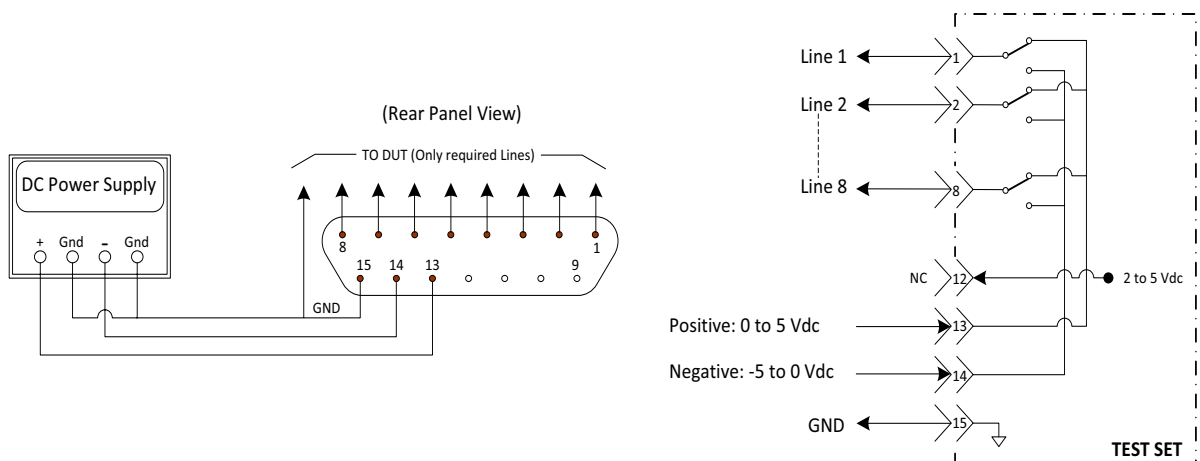 (Rear Panel View)
TO DUT (Only required Lines)
DC Power Supply
+ Gnd - Gnd
8 1
15 14 13 9
GND
Line 1 1
Line 2 2
Line 8 8
NC 12 2 to 5 Vdc
Positive: 0 to 5 Vdc 13
Negative: -5 to 0 Vdc 14
GND 15
TEST SET